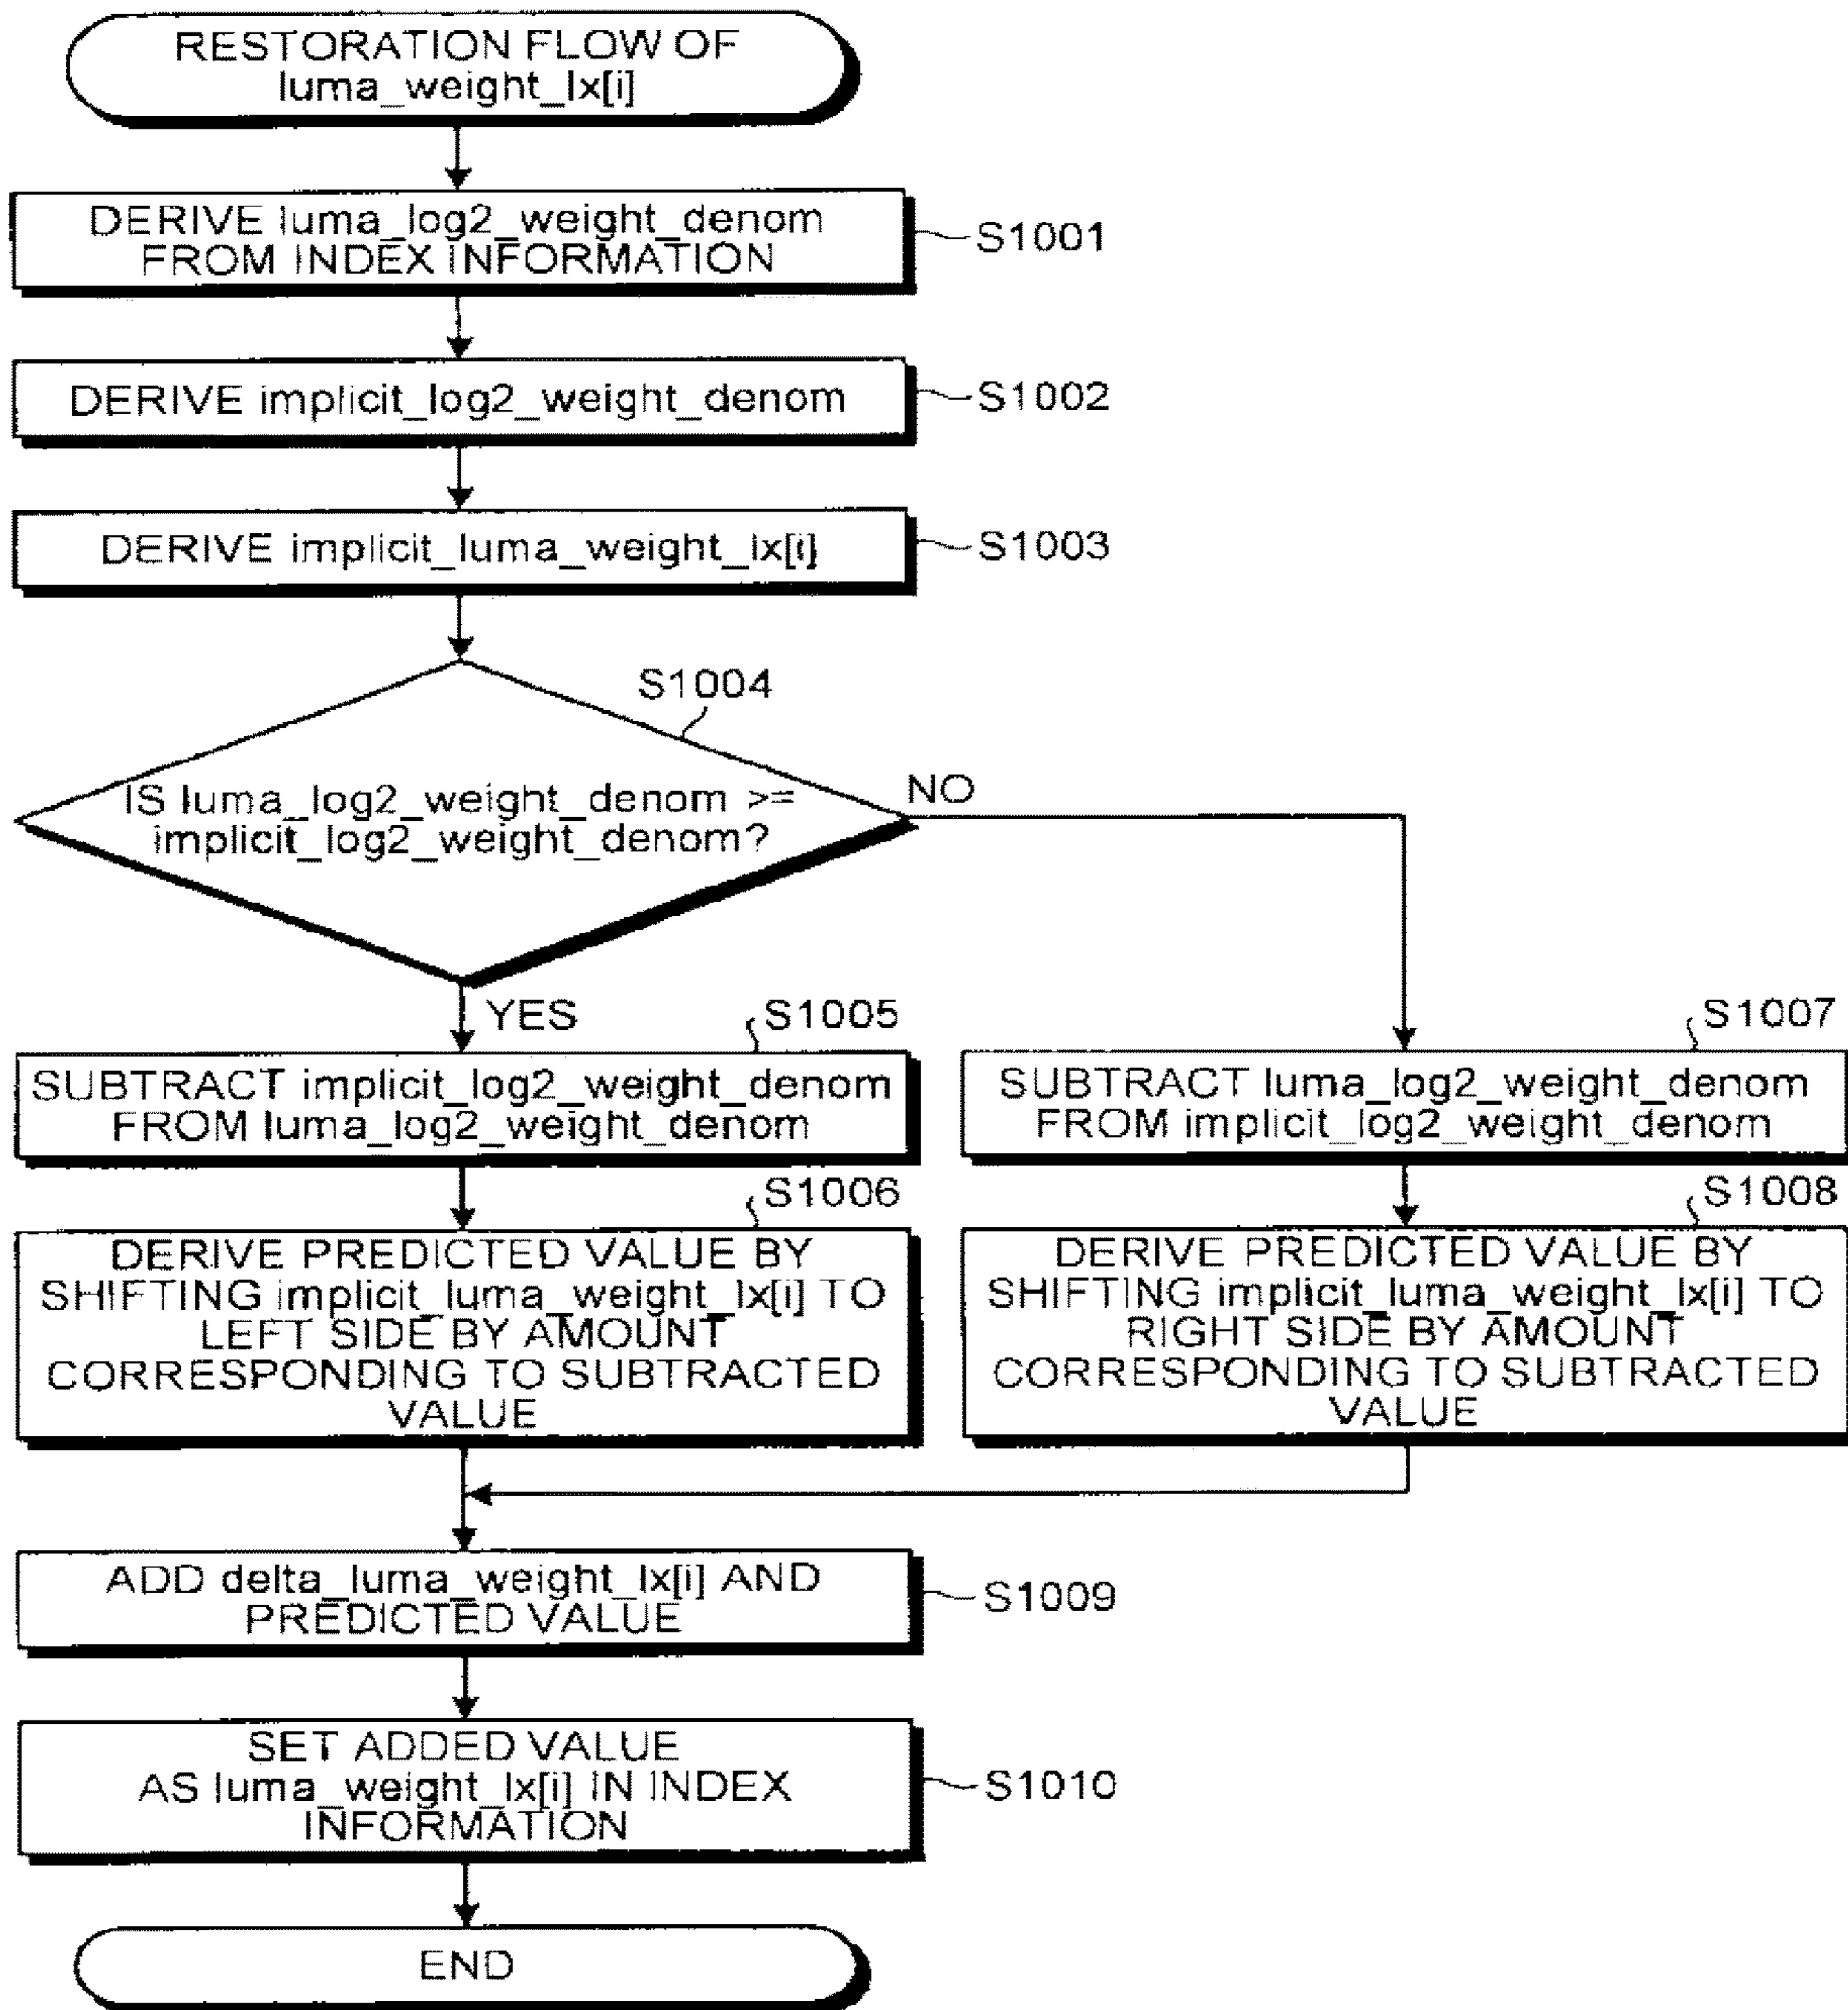 RESTORATION FLOW OF
luma_weight_lx[i]
DERIVE luma_log2_weight_denom
FROM INDEX INFORMATION
S1001
DERIVE implicit_log2_weight_denom
S1002
DERIVE implicit_luma_weight_lx[i]
S1003
S1004
IS luma_log2_weight_denom >=
implicit_log2_weight_denom?
NO
YES
S1005
SUBTRACT implicit_log2_weight_denom
FROM luma_log2_weight_denom
S1007
SUBTRACT luma_log2_weight_denom
FROM implicit_log2_weight_denom
S1006
DERIVE PREDICTED VALUE BY
SHIFTING implicit_luma_weight_lx[i] TO
LEFT SIDE BY AMOUNT
CORRESPONDING TO SUBTRACTED
VALUE
S1008
DERIVE PREDICTED VALUE BY
SHIFTING implicit_luma_weight_lx[i] TO
RIGHT SIDE BY AMOUNT
CORRESPONDING TO SUBTRACTED
VALUE
ADD delta_luma_weight_lx[i] AND
PREDICTED VALUE
S1009
SET ADDED VALUE
AS luma_weight_lx[i] IN INDEX
INFORMATION
S1010
END